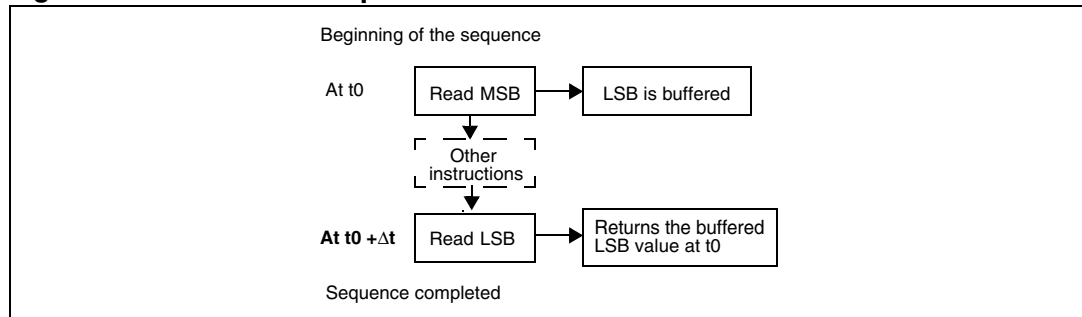 Beginning of the sequence
At t0
Read MSB
LSB is buffered
Other
instructions
At t0 +Δt
Read LSB
Returns the buffered
LSB value at t0
Sequence completed